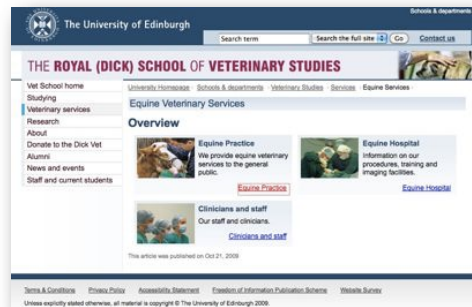 Schools & departments
The University of Edinburgh
Search term
Search the full site
Go
Contact us
THE ROYAL (DICK) SCHOOL OF VETERINARY STUDIES
Vet School home
Studying
Veterinary services
Research
About
Donate to the Dick Vet
Alumni
News and events
Staff and current students
University Homepage Schools & departments Veterinary Studies Services Equine Services
Equine Veterinary Services
Overview
Equine Practice
We provide equine veterinary
services to the general
public.
Equine Practice
Equine Hospital
Information on our
procedures, training and
imaging facilities.
Equine Hospital
Clinicians and staff
Our staff and clinicians.
Clinicians and staff
This article was published on Oct 21, 2009
Terms & Conditions Privacy Policy Accessibility Statement Freedom of Information Publication Scheme Website Survey
Unless explicitly stated otherwise, all material is copyright © The University of Edinburgh 2009.